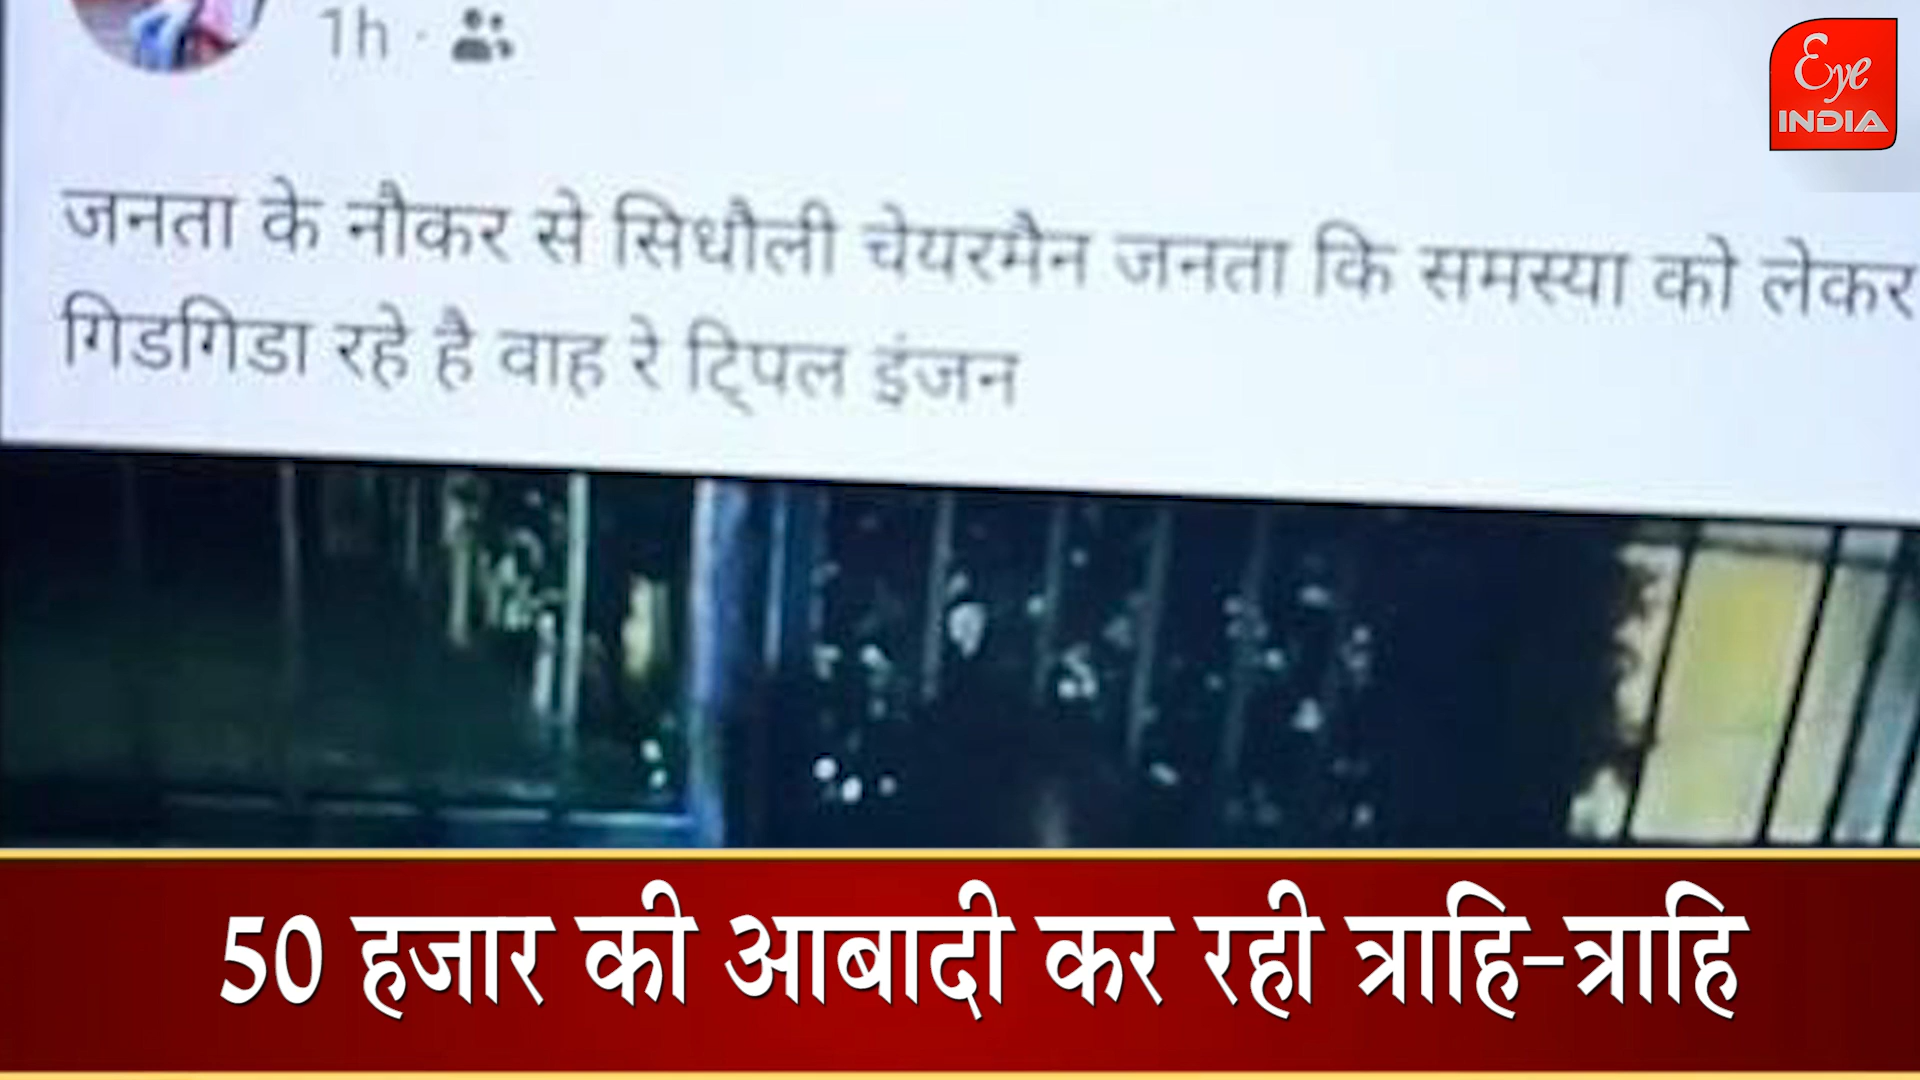 1h ·
Eye
INDIA
जनता के नौकर से सिधौली चेयरमैन जनता कि समस्या को लेकर
गिडगिडा रहे है वाह रे ट्रिपल इंजन
50 हजार की आबादी कर रही त्राहि-त्राहि